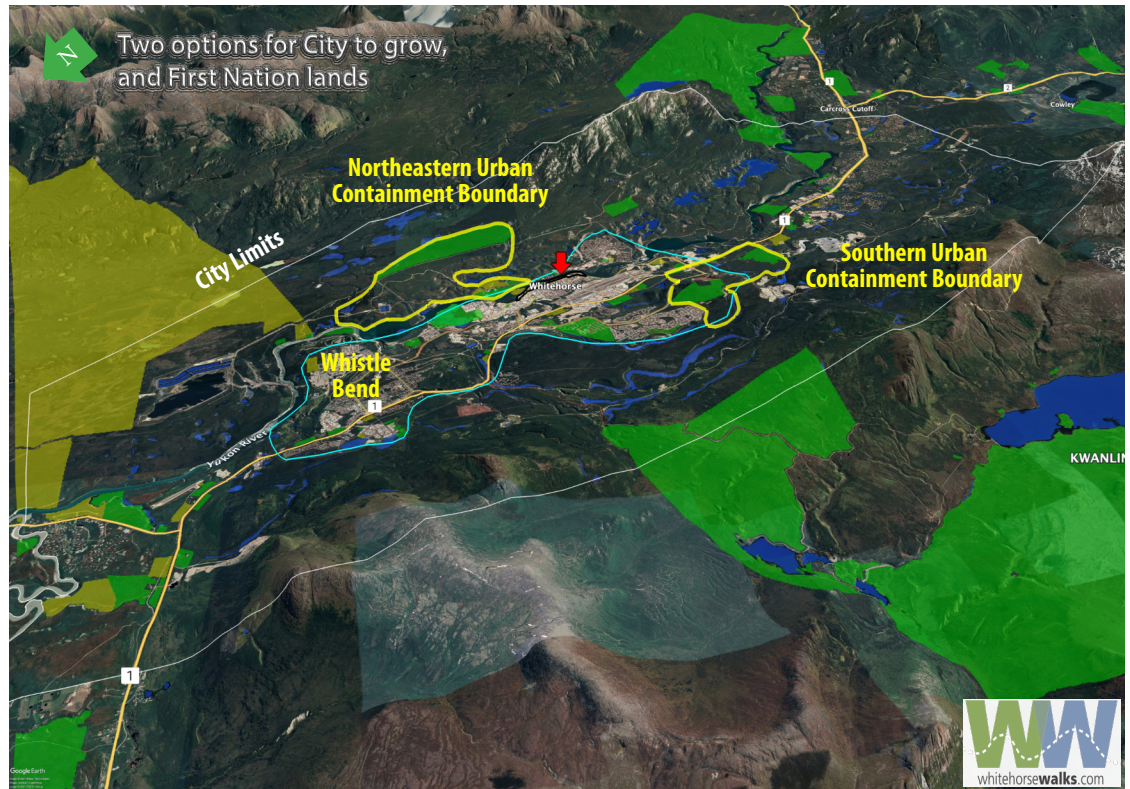 N
Two options for City to grow,
and First Nation lands
1
Carcross Cutoff
2
Cowley
Northeastern Urban
Containment Boundary
City Limits
1
Whitehorse
Southern Urban
Containment Boundary
Whistle
Bend
1
Yukon River
KWANLIN
1
Google Earth
WW
whitehorsewalks.com